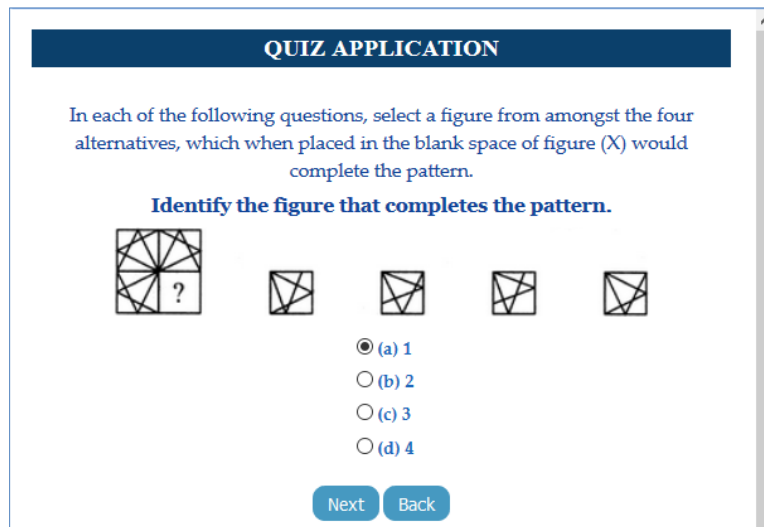 QUIZ APPLICATION
In each of the following questions, select a figure from amongst the four
alternatives, which when placed in the blank space of figure (X) would
complete the pattern.
Identify the figure that completes the pattern.
?
(a) 1
(b) 2
(c) 3
(d) 4
Next Back